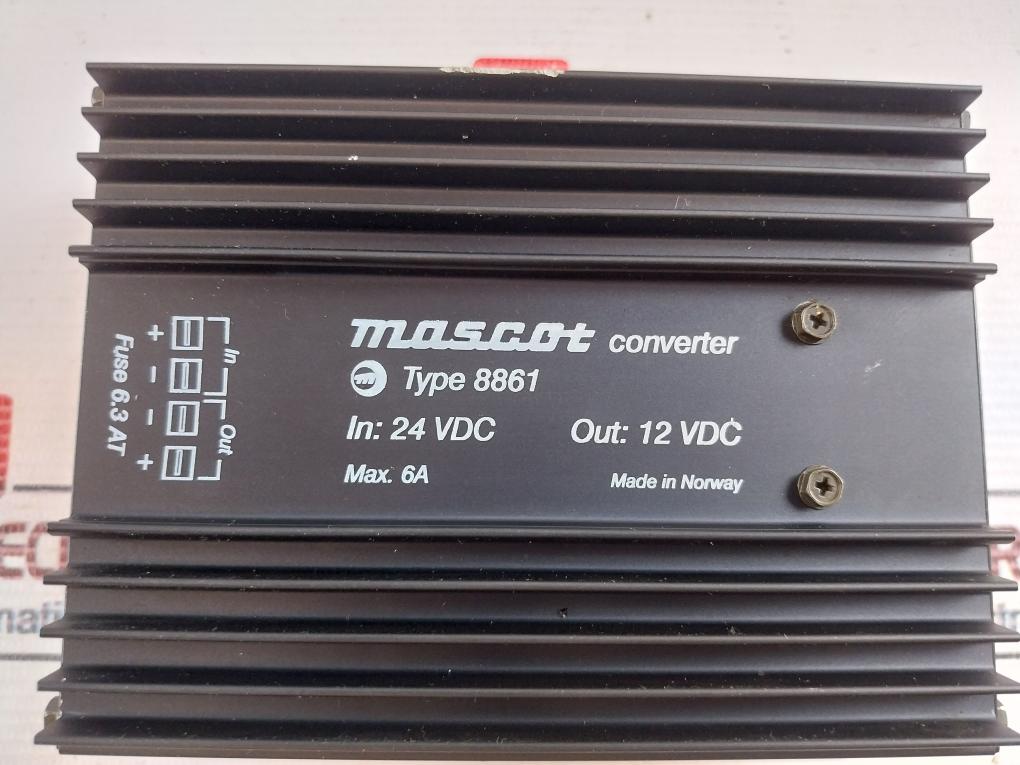 mascot converter
Type 8861
In: 24 VDC Out: 12 VDC
Max. 6A Made in Norway
In
Out
+
-
-
+
Fuse 6.3 AT